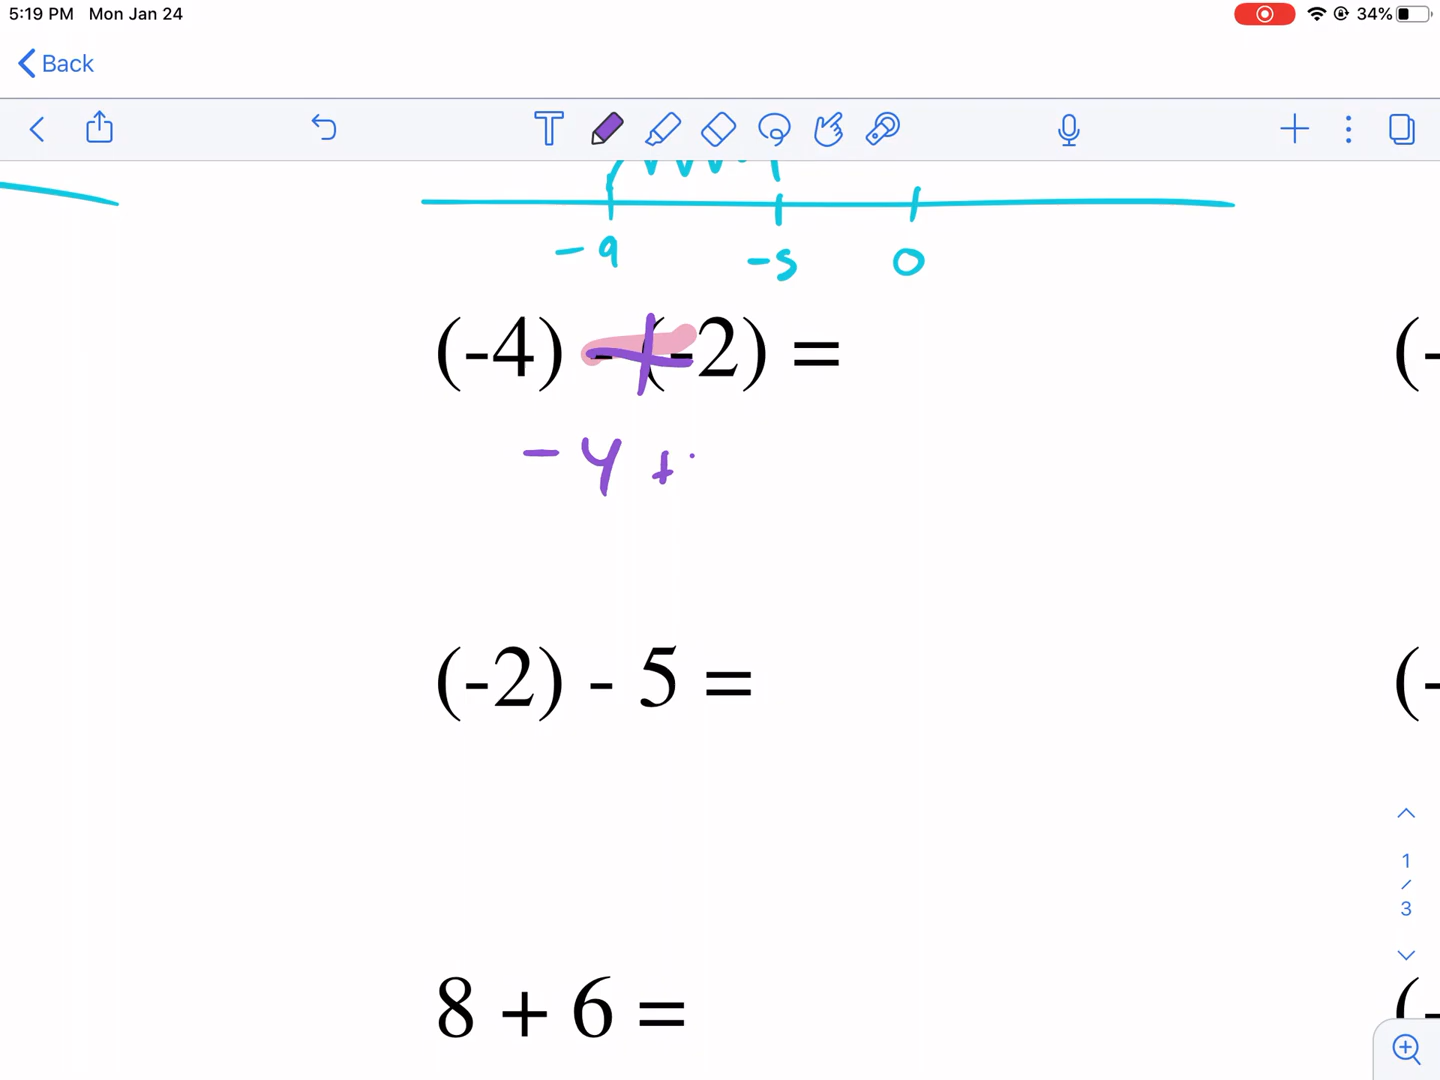 5:19 PM Mon Jan 24 34%
Back
T
-9 -5 0
(-4) - (-2) = (-
-4 +
(-2) - 5 = (-
1
/
3
8 + 6 = (-